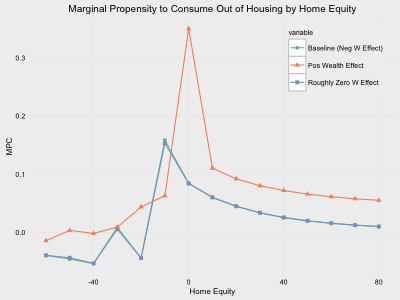 Marginal Propensity to Consume Out of Housing by Home Equity
variable
Baseline (Neg W Effect)
Pos Wealth Effect
Roughly Zero W Effect
MPC
0.3
0.2
0.1
0.0
-40
0
40
80
Home Equity